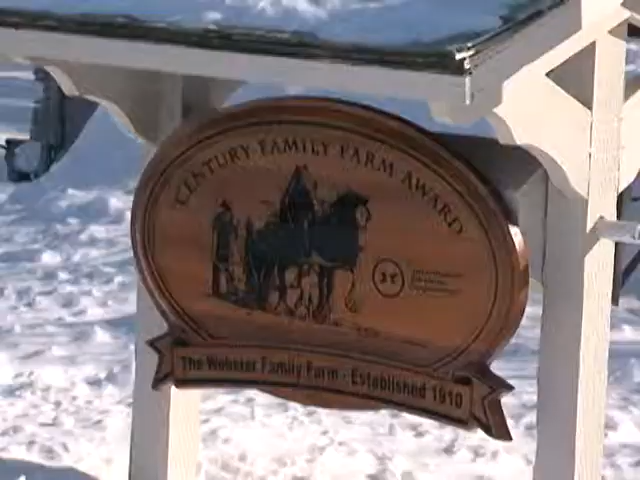 CENTURY FAMILY FARM AWARD
The Webster Family Farm - Established 1910